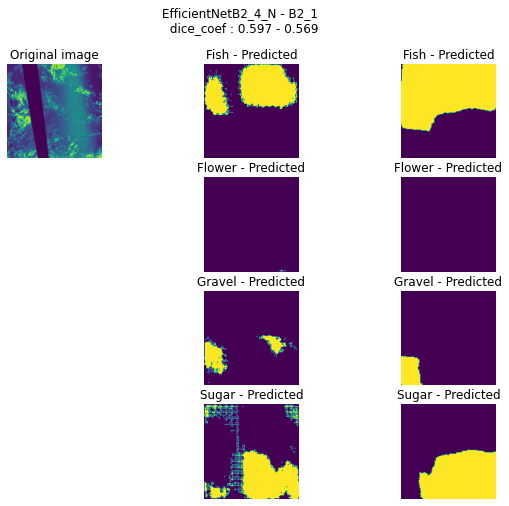 EfficientNetB2_4_N - B2_1
dice_coef : 0.597 - 0.569
Original image
Fish - Predicted
Fish - Predicted
Flower - Predicted
Flower - Predicted
Gravel - Predicted
Gravel - Predicted
Sugar - Predicted
Sugar - Predicted